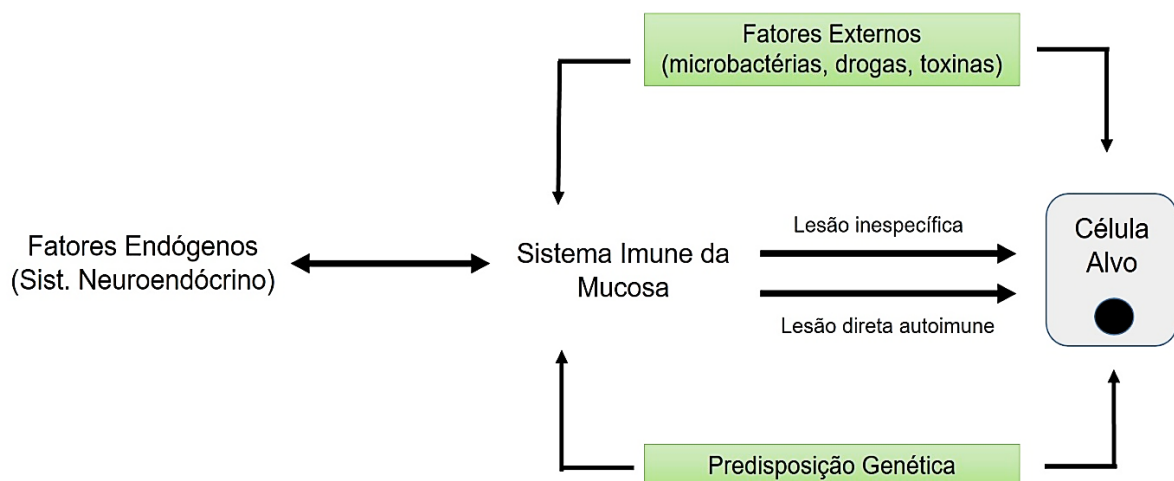 Fatores Externos
(microbactérias, drogas, toxinas)
Fatores Endógenos
(Sist. Neuroendócrino)
Sistema Imune da
Mucosa
Lesão inespecífica
Lesão direta autoimune
Célula
Alvo
Predisposição Genética